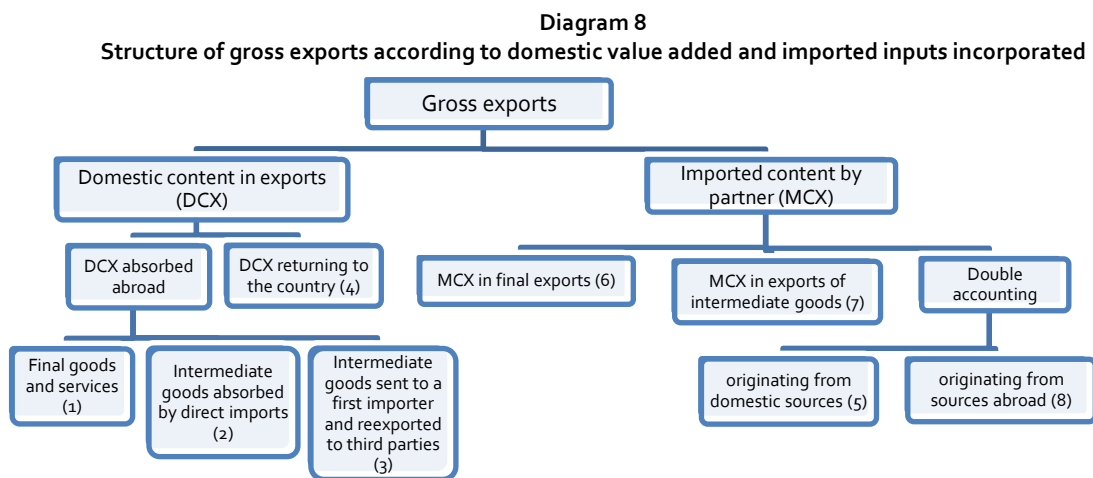 Diagram 8
Structure of gross exports according to domestic value added and imported inputs incorporated
Gross exports
Domestic content in exports
(DCX)
Imported content by
partner (MCX)
DCX absorbed
abroad
DCX returning to
the country (4)
MCX in final exports (6)
MCX in exports of
intermediate goods (7)
Double
accounting
Final goods
and services
(1)
Intermediate
goods absorbed
by direct imports
(2)
Intermediate
goods sent to a
first importer
and reexported
to third parties
(3)
originating from
domestic sources (5)
originating from
sources abroad (8)